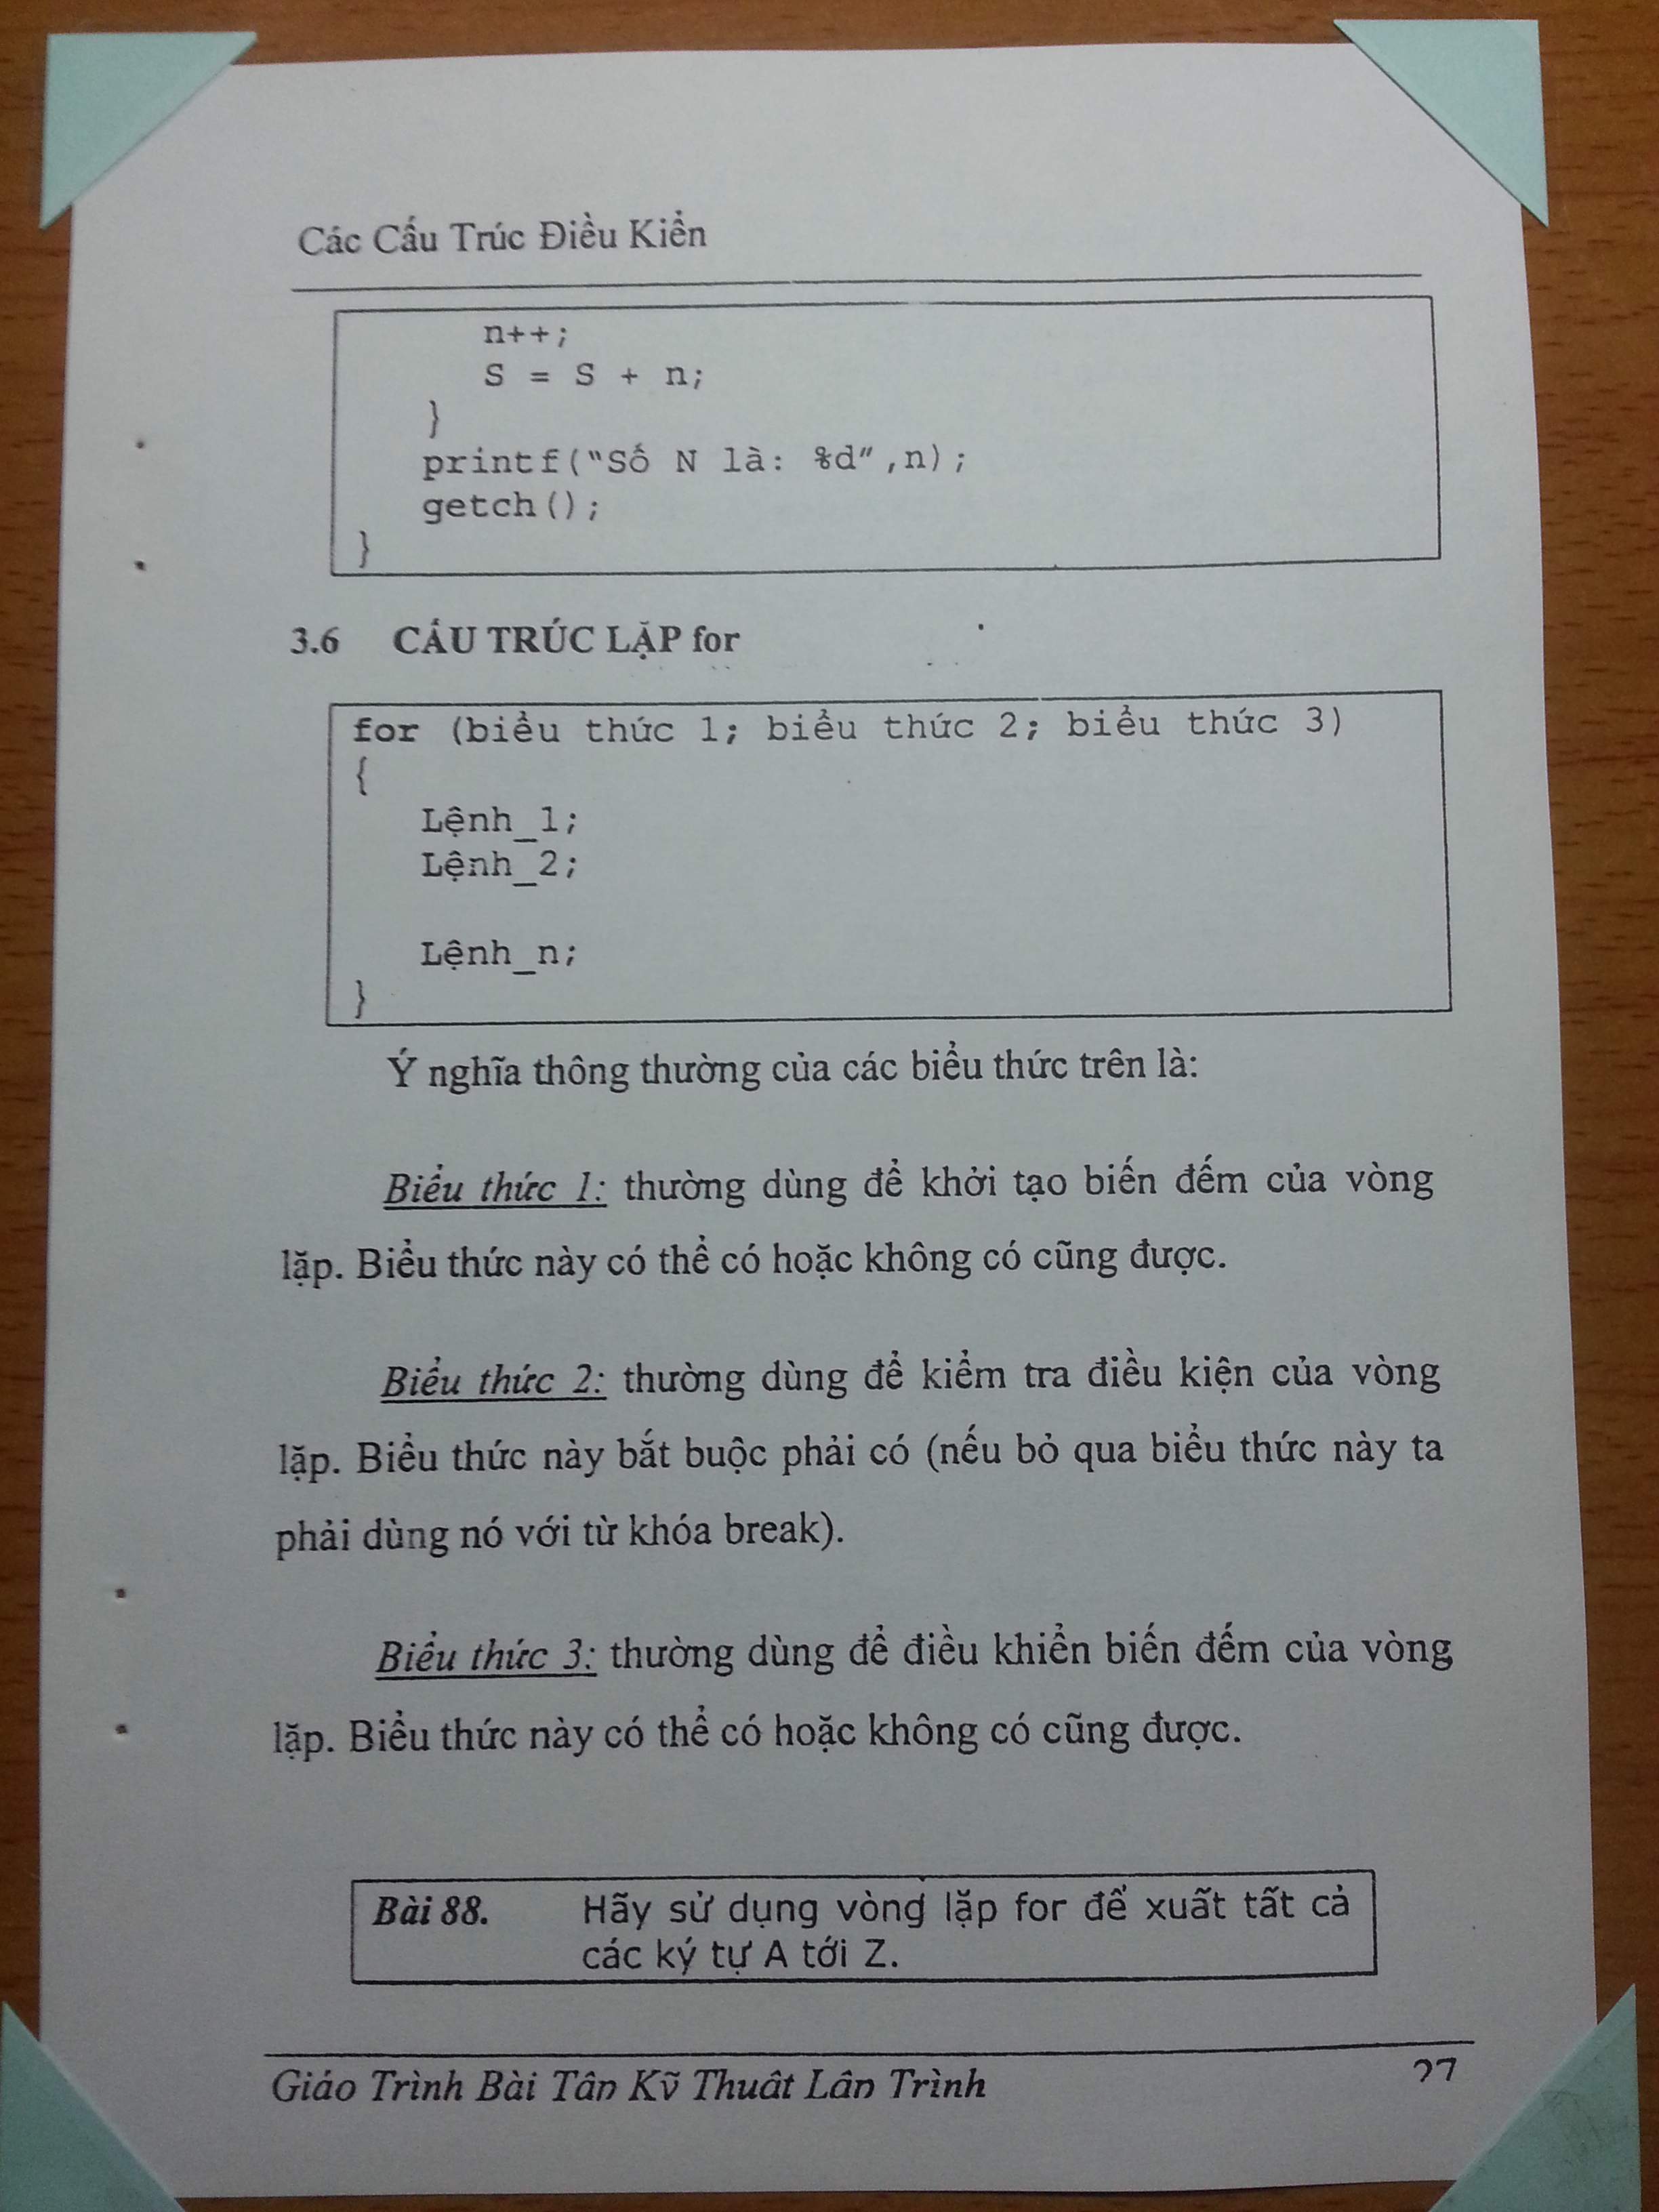 Các Cấu Trúc Điều Kiển
n++;
S = S + n;
}
printf("Số N là: %d",n);
getch();
}
3.6 CẤU TRÚC LẶP for
for (biểu thức 1; biểu thức 2; biểu thức 3)
{
Lệnh_1;
Lệnh_2;
Lệnh_n;
}
Ý nghĩa thông thường của các biểu thức trên là:
Biểu thức 1: thường dùng để khởi tạo biến đếm của vòng
lặp. Biểu thức này có thể có hoặc không có cũng được.
Biểu thức 2: thường dùng để kiểm tra điều kiện của vòng
lặp. Biểu thức này bắt buộc phải có (nếu bỏ qua biểu thức này ta
phải dùng nó với từ khóa break).
Biểu thức 3: thường dùng để điều khiển biến đếm của vòng
lặp. Biểu thức này có thể có hoặc không có cũng được.
Bài 88. Hãy sử dụng vòng lặp for để xuất tất cả
các ký tự A tới Z.
Giáo Trình Bài Tập Kỹ Thuật Lập Trình